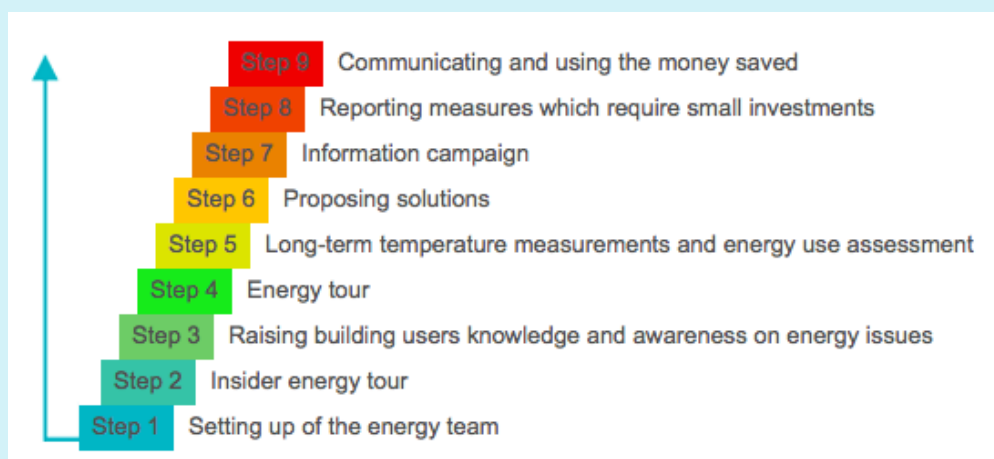 Step 9 Communicating and using the money saved
Step 8 Reporting measures which require small investments
Step 7 Information campaign
Step 6 Proposing solutions
Step 5 Long-term temperature measurements and energy use assessment
Step 4 Energy tour
Step 3 Raising building users knowledge and awareness on energy issues
Step 2 Insider energy tour
Step 1 Setting up of the energy team